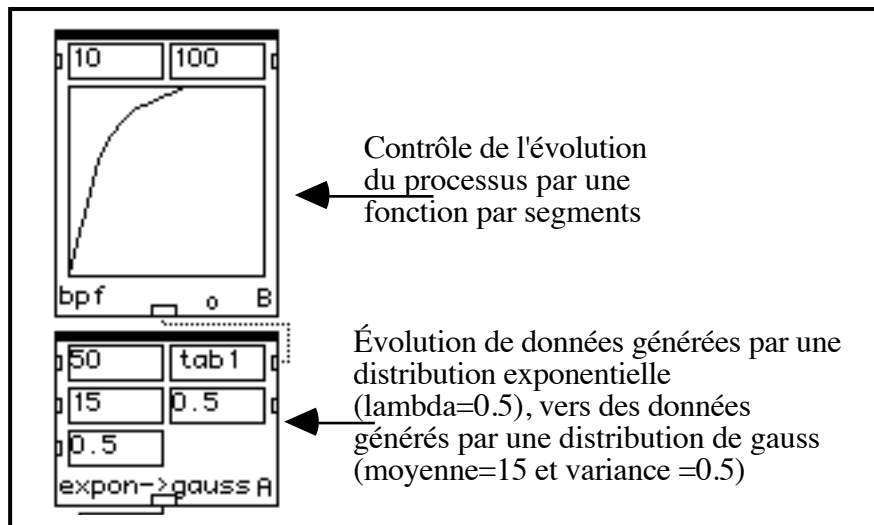 10 100
Contrôle de l'évolution
du processus par une
fonction par segments
bpf o B
50 tab1
15 0.5
0.5
expon->gauss A
Évolution de données générées par une
distribution exponentielle
(lambda=0.5), vers des données
générés par une distribution de gauss
(moyenne=15 et variance =0.5)